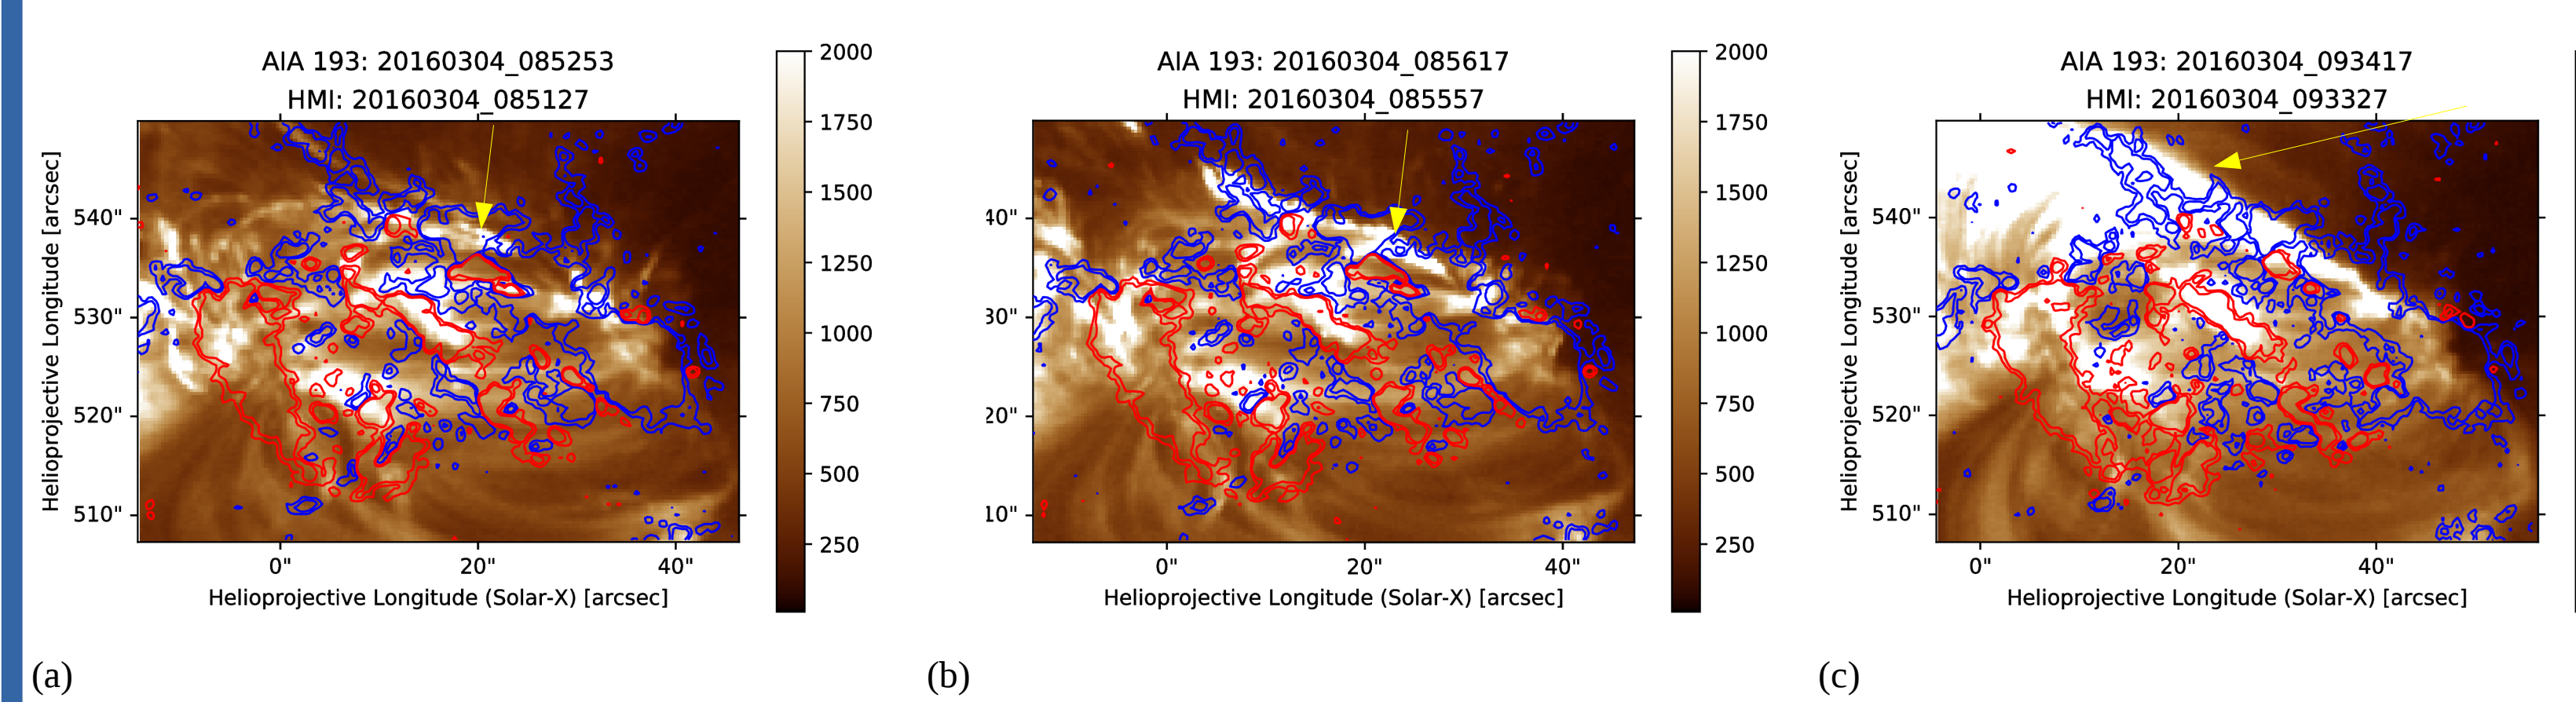 AIA 193: 20160304_085253
HMI: 20160304_085127
Helioprojective Longitude [arcsec]
540"
530"
520"
510"
0"
20"
40"
Helioprojective Longitude (Solar-X) [arcsec]
2000
1750
1500
1250
1000
750
500
250
(a)
AIA 193: 20160304_085617
HMI: 20160304_085557
40"
30"
20"
10"
0"
20"
40"
Helioprojective Longitude (Solar-X) [arcsec]
2000
1750
1500
1250
1000
750
500
250
(b)
AIA 193: 20160304_093417
HMI: 20160304_093327
Helioprojective Longitude [arcsec]
540"
530"
520"
510"
0"
20"
40"
Helioprojective Longitude (Solar-X) [arcsec]
(c)